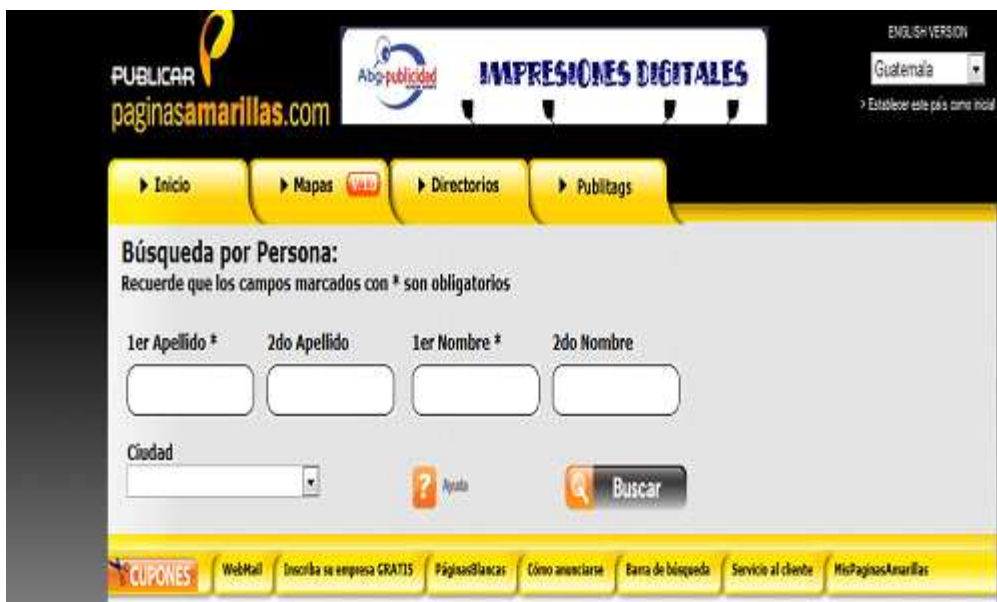 ENGLISH VERSION
PUBLICAR
paginasamarillas.com
Abg-publicidad
IMPRESIONES DIGITALES
Guatemala
> Establecer este país como inicial
Inicio
Mapas
Directorios
Publitags
Búsqueda por Persona:
Recuerde que los campos marcados con * son obligatorios
1er Apellido * 2do Apellido 1er Nombre * 2do Nombre
Ciudad
? Ayuda
Buscar
CUPONES WebMail Inscriba su empresa GRATIS PáginasBlancas Cómo anunciarse Barra de búsqueda Servicio al cliente MisPaginasAmarillas